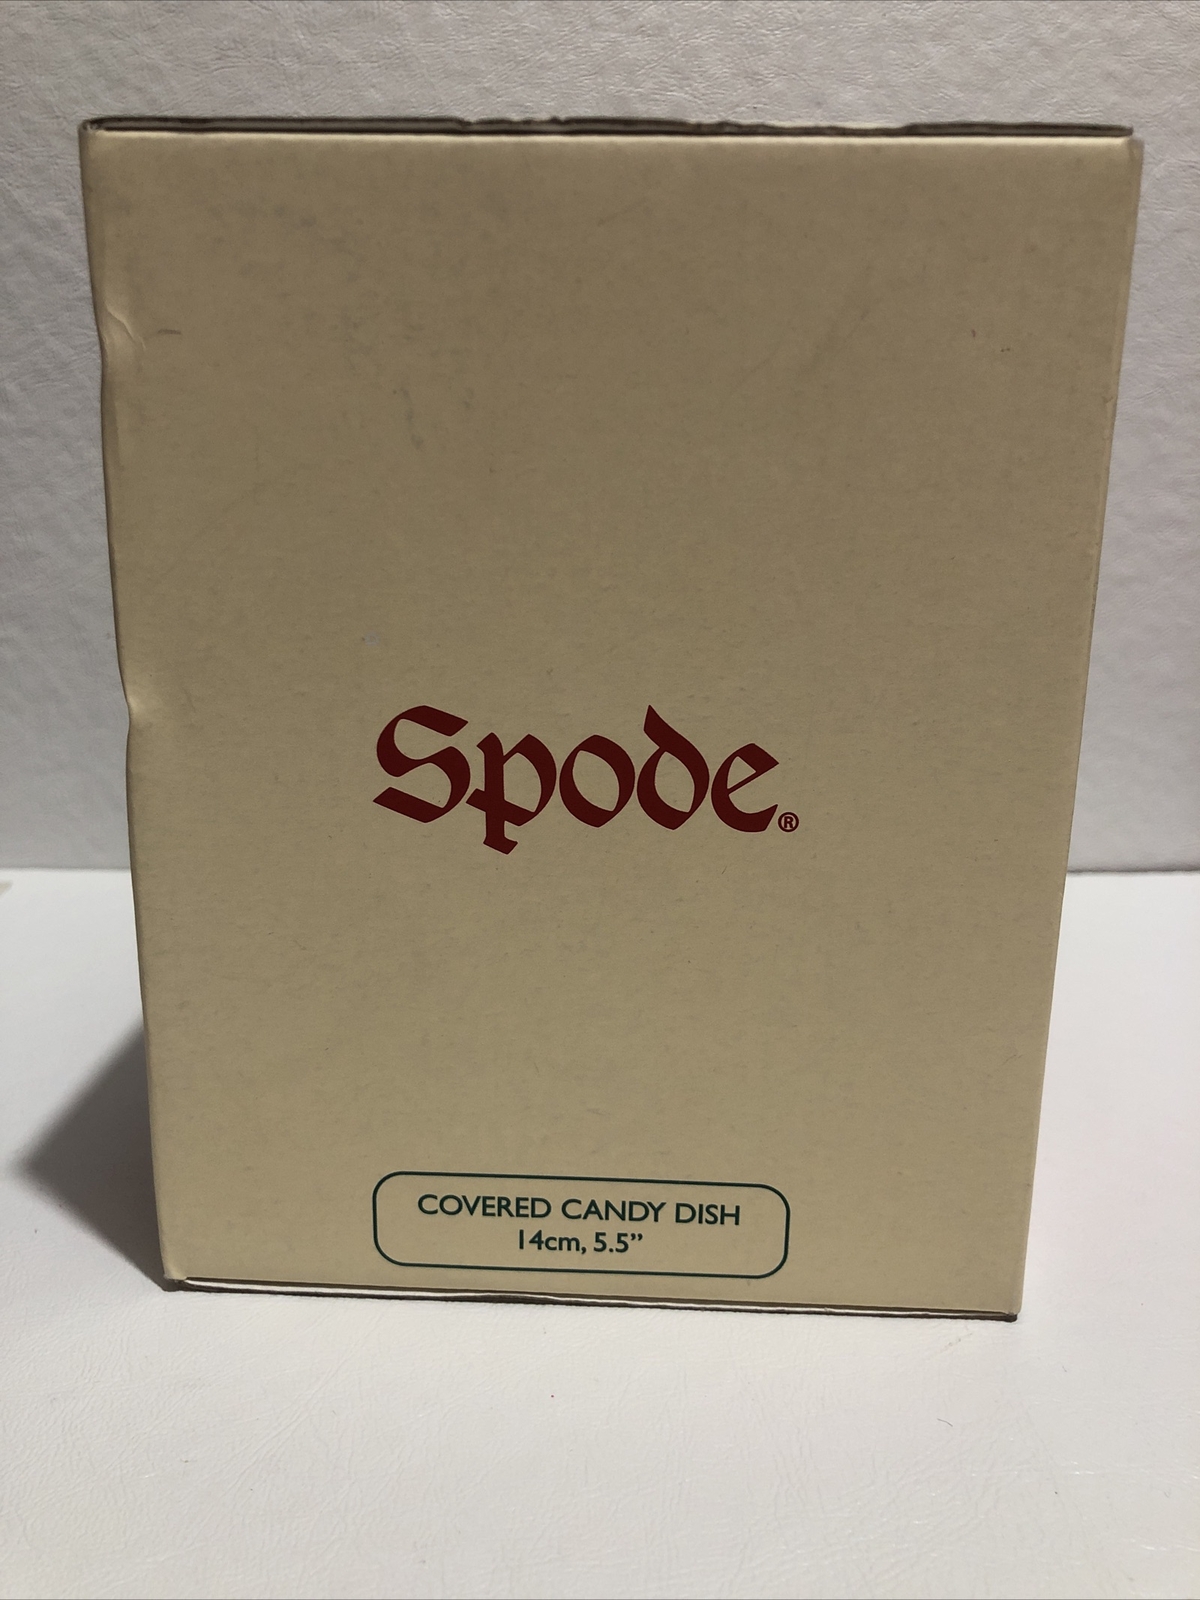 Spode®
COVERED CANDY DISH
14cm, 5.5”